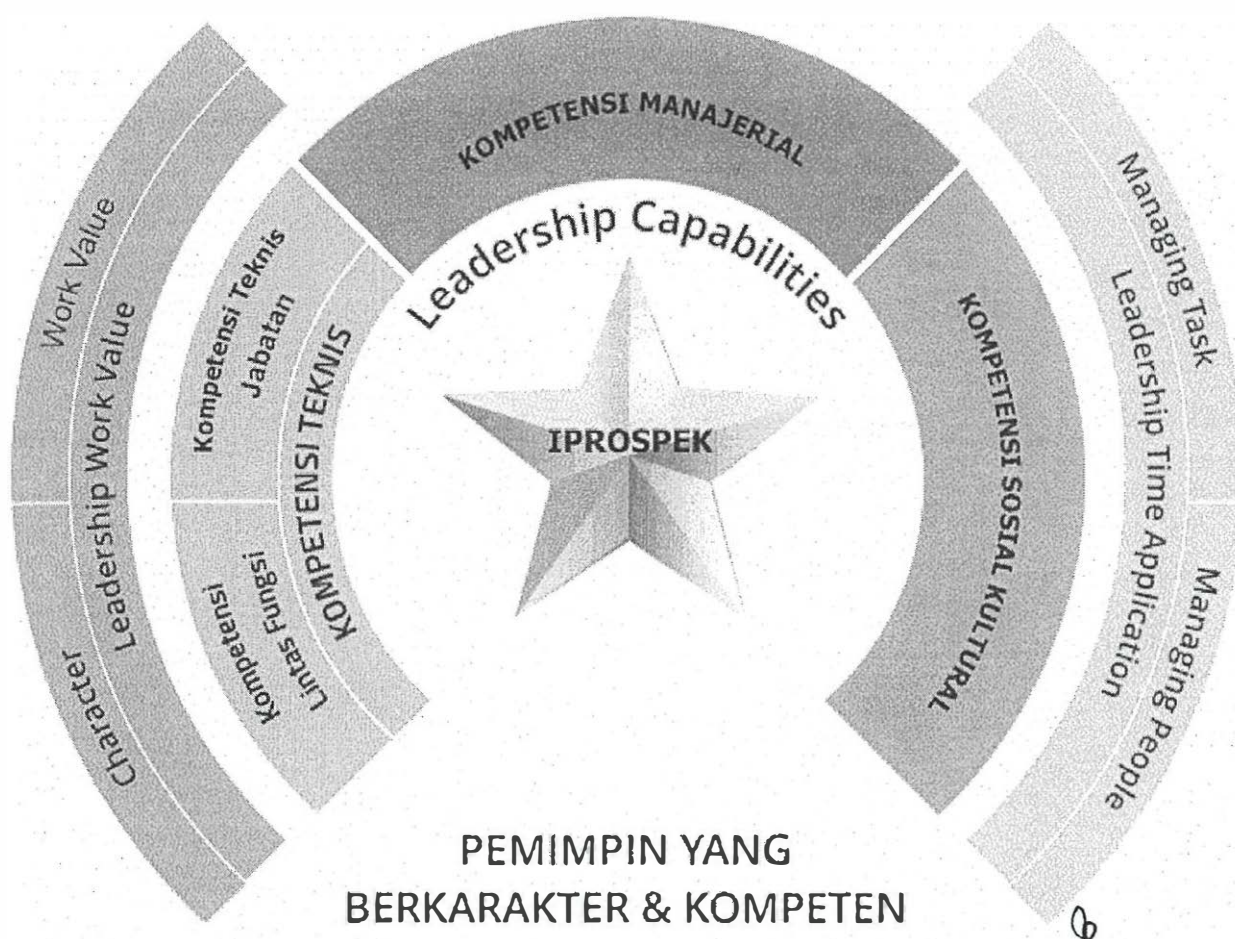 KOMPETENSI MANAJERIAL
Leadership Capabilities
Work Value
Leadership Work Value
Character
Kompetensi Teknis
Jabatan
KOMPETENSI TEKNIS
Kompetensi
Lintas Fungsi
IPROSPEK
KOMPETENSI SOSIAL KULTURAL
Managing Task
Leadership Time Application
Managing People
PEMIMPIN YANG
BERKARAKTER & KOMPETEN